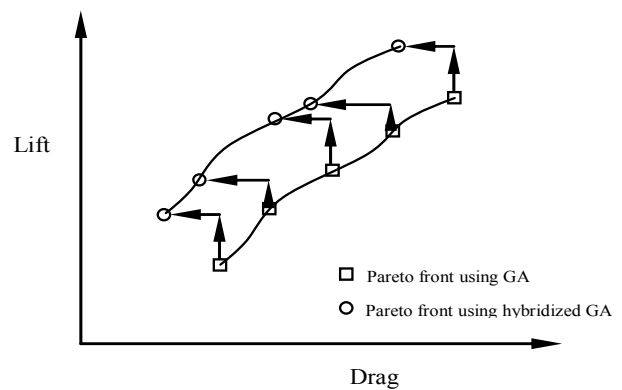 Lift
Pareto front using GA
Pareto front using hybridized GA
Drag